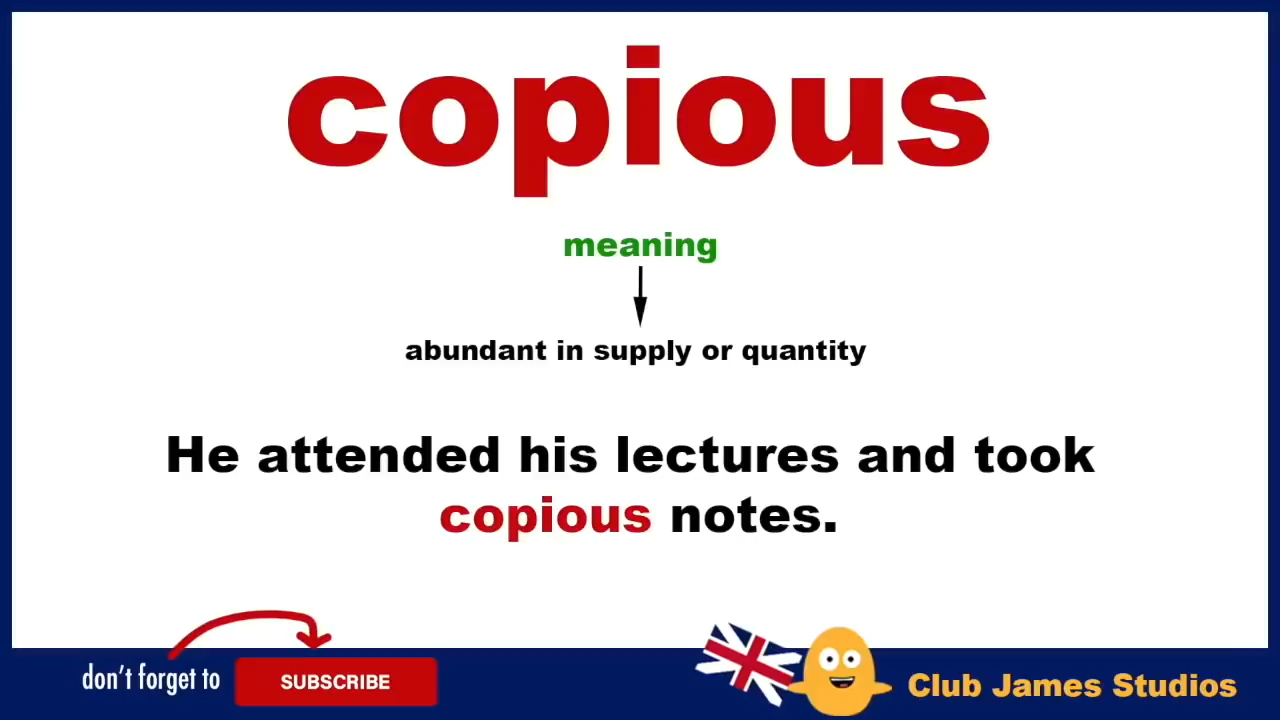 copious
meaning
abundant in supply or quantity
He attended his lectures and took
copious notes.
don't forget to
SUBSCRIBE
Club James Studios